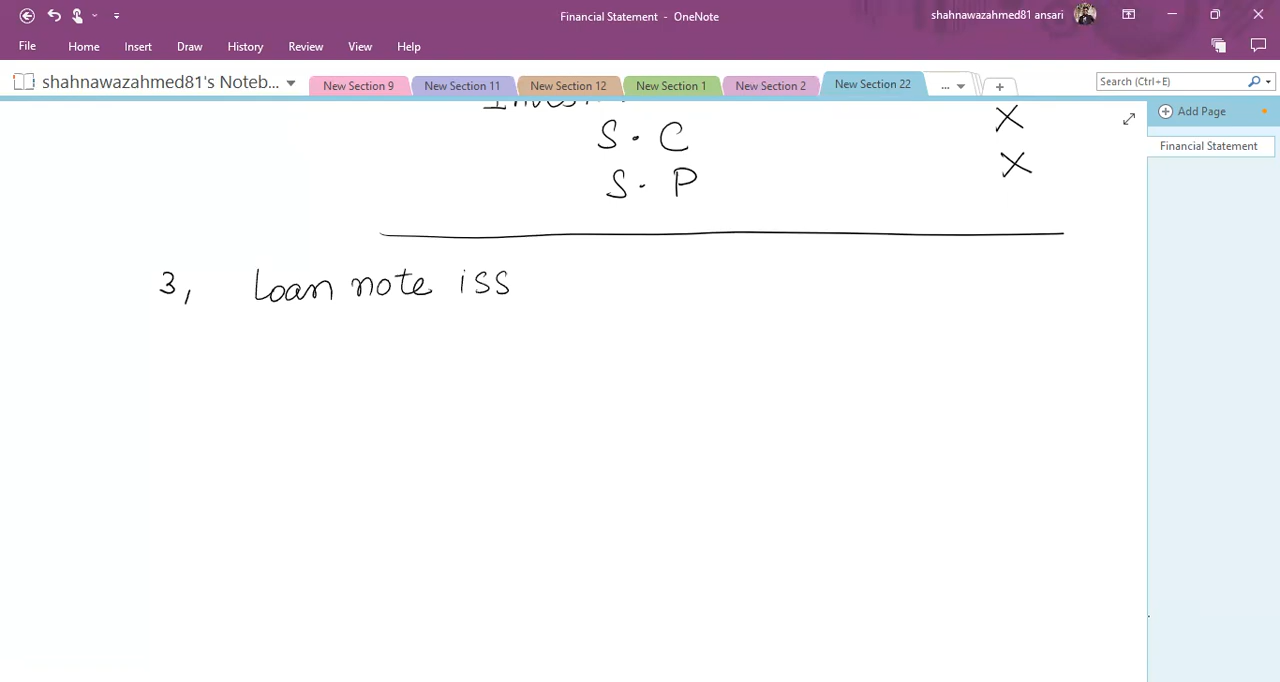 Financial Statement - OneNote
shahnawazahmed81 ansari
File Home Insert Draw History Review View Help
shahnawazahmed81's Noteb...
New Section 9 New Section 11 New Section 12 New Section 1 New Section 2 New Section 22 ...
Search (Ctrl+E)
Add Page
Financial Statement
X
S. C
X
S. P
3, Loan note iss